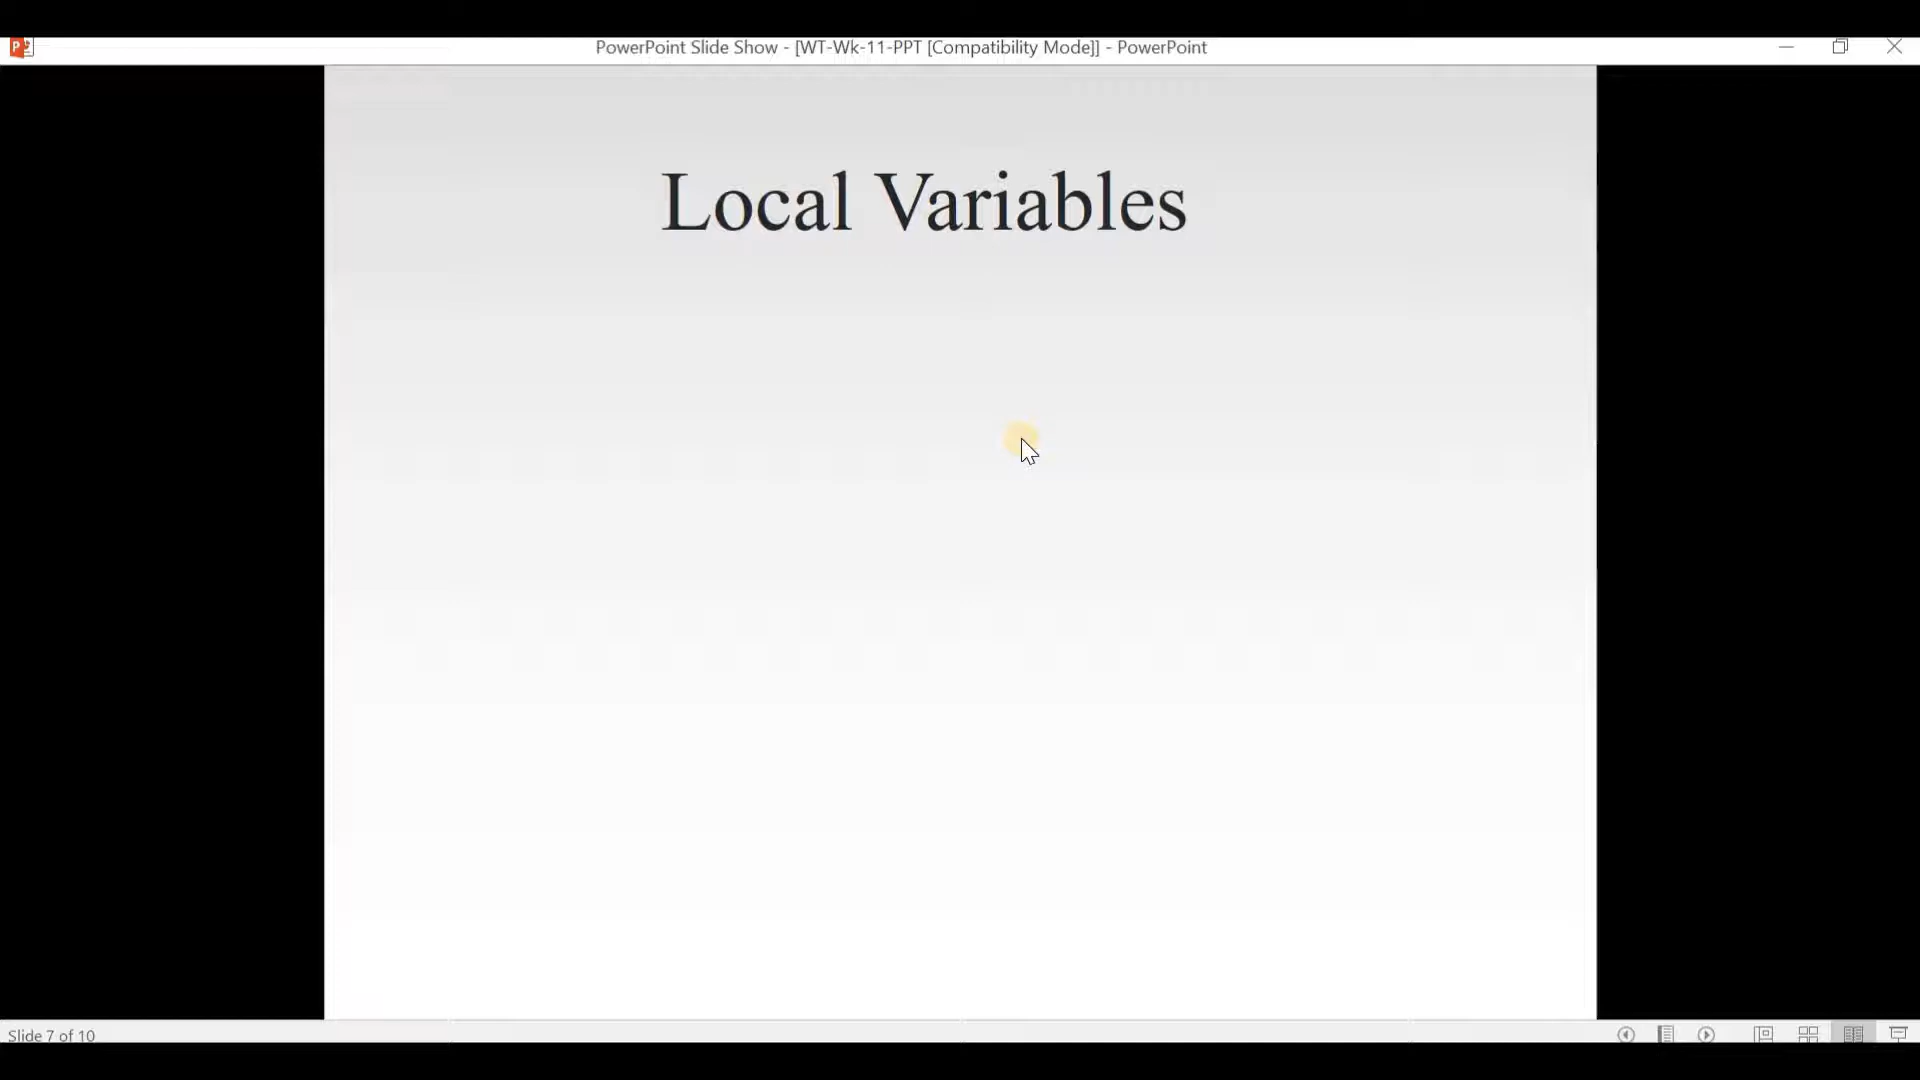 PowerPoint Slide Show - [WT-Wk-11-PPT [Compatibility Mode]] - PowerPoint
Local Variables
Slide 7 of 10